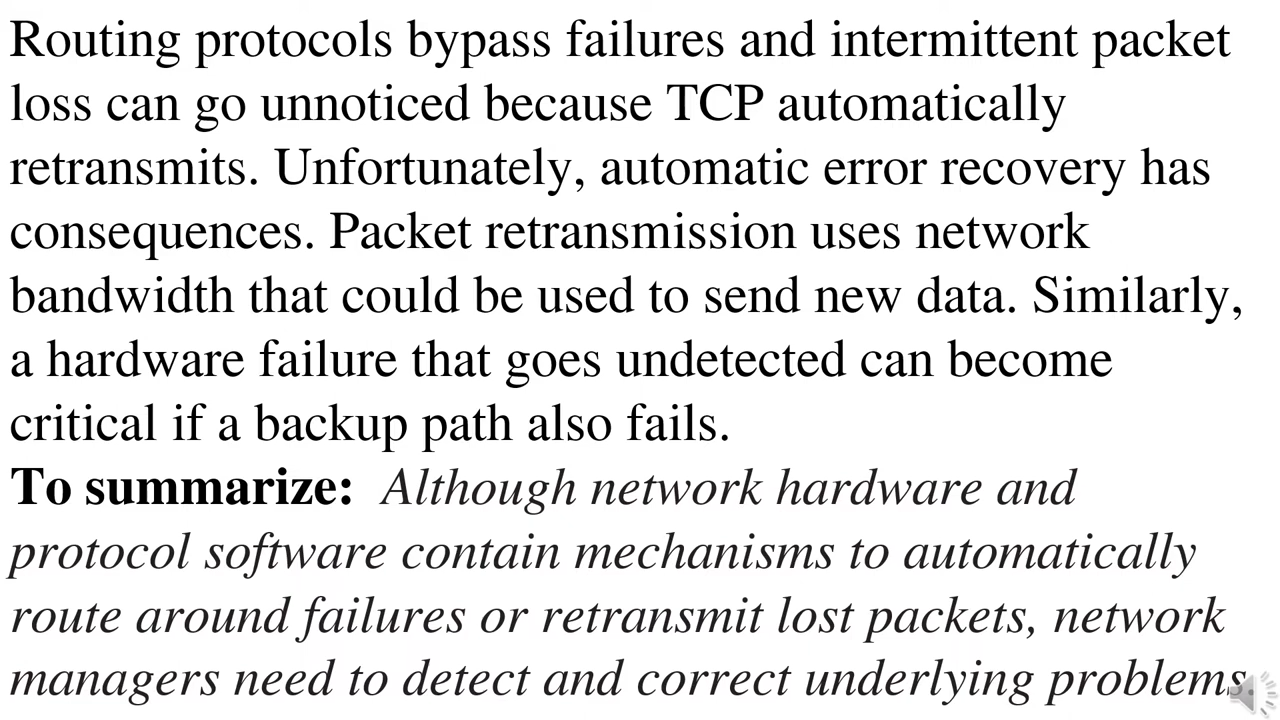 Routing protocols bypass failures and intermittent packet
loss can go unnoticed because TCP automatically
retransmits. Unfortunately, automatic error recovery has
consequences. Packet retransmission uses network
bandwidth that could be used to send new data. Similarly,
a hardware failure that goes undetected can become
critical if a backup path also fails.
To summarize: Although network hardware and
protocol software contain mechanisms to automatically
route around failures or retransmit lost packets, network
managers need to detect and correct underlying problems